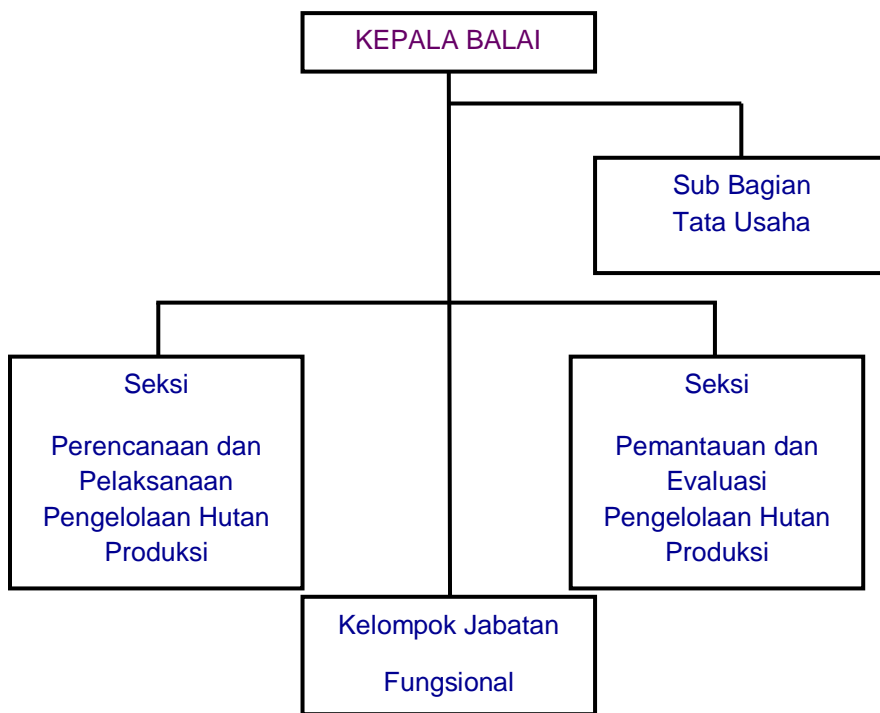 KEPALA BALAI
Sub Bagian
Tata Usaha
Seksi
Perencanaan dan
Pelaksanaan
Pengelolaan Hutan
Produksi
Seksi
Pemantauan dan
Evaluasi
Pengelolaan Hutan
Produksi
Kelompok Jabatan
Fungsional